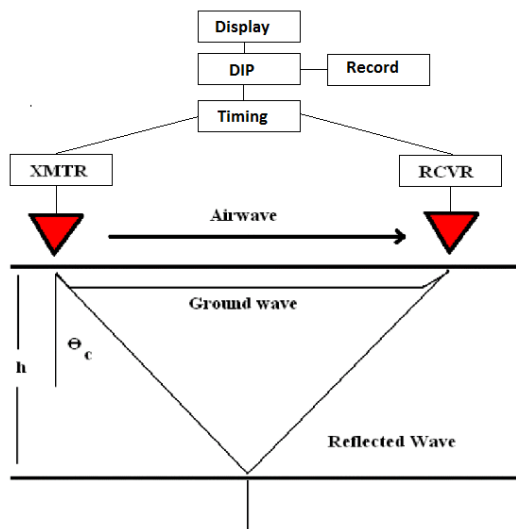 Display
DIP
Record
Timing
XMTR
RCVR
Airwave
Ground wave
Θc
h
Reflected Wave